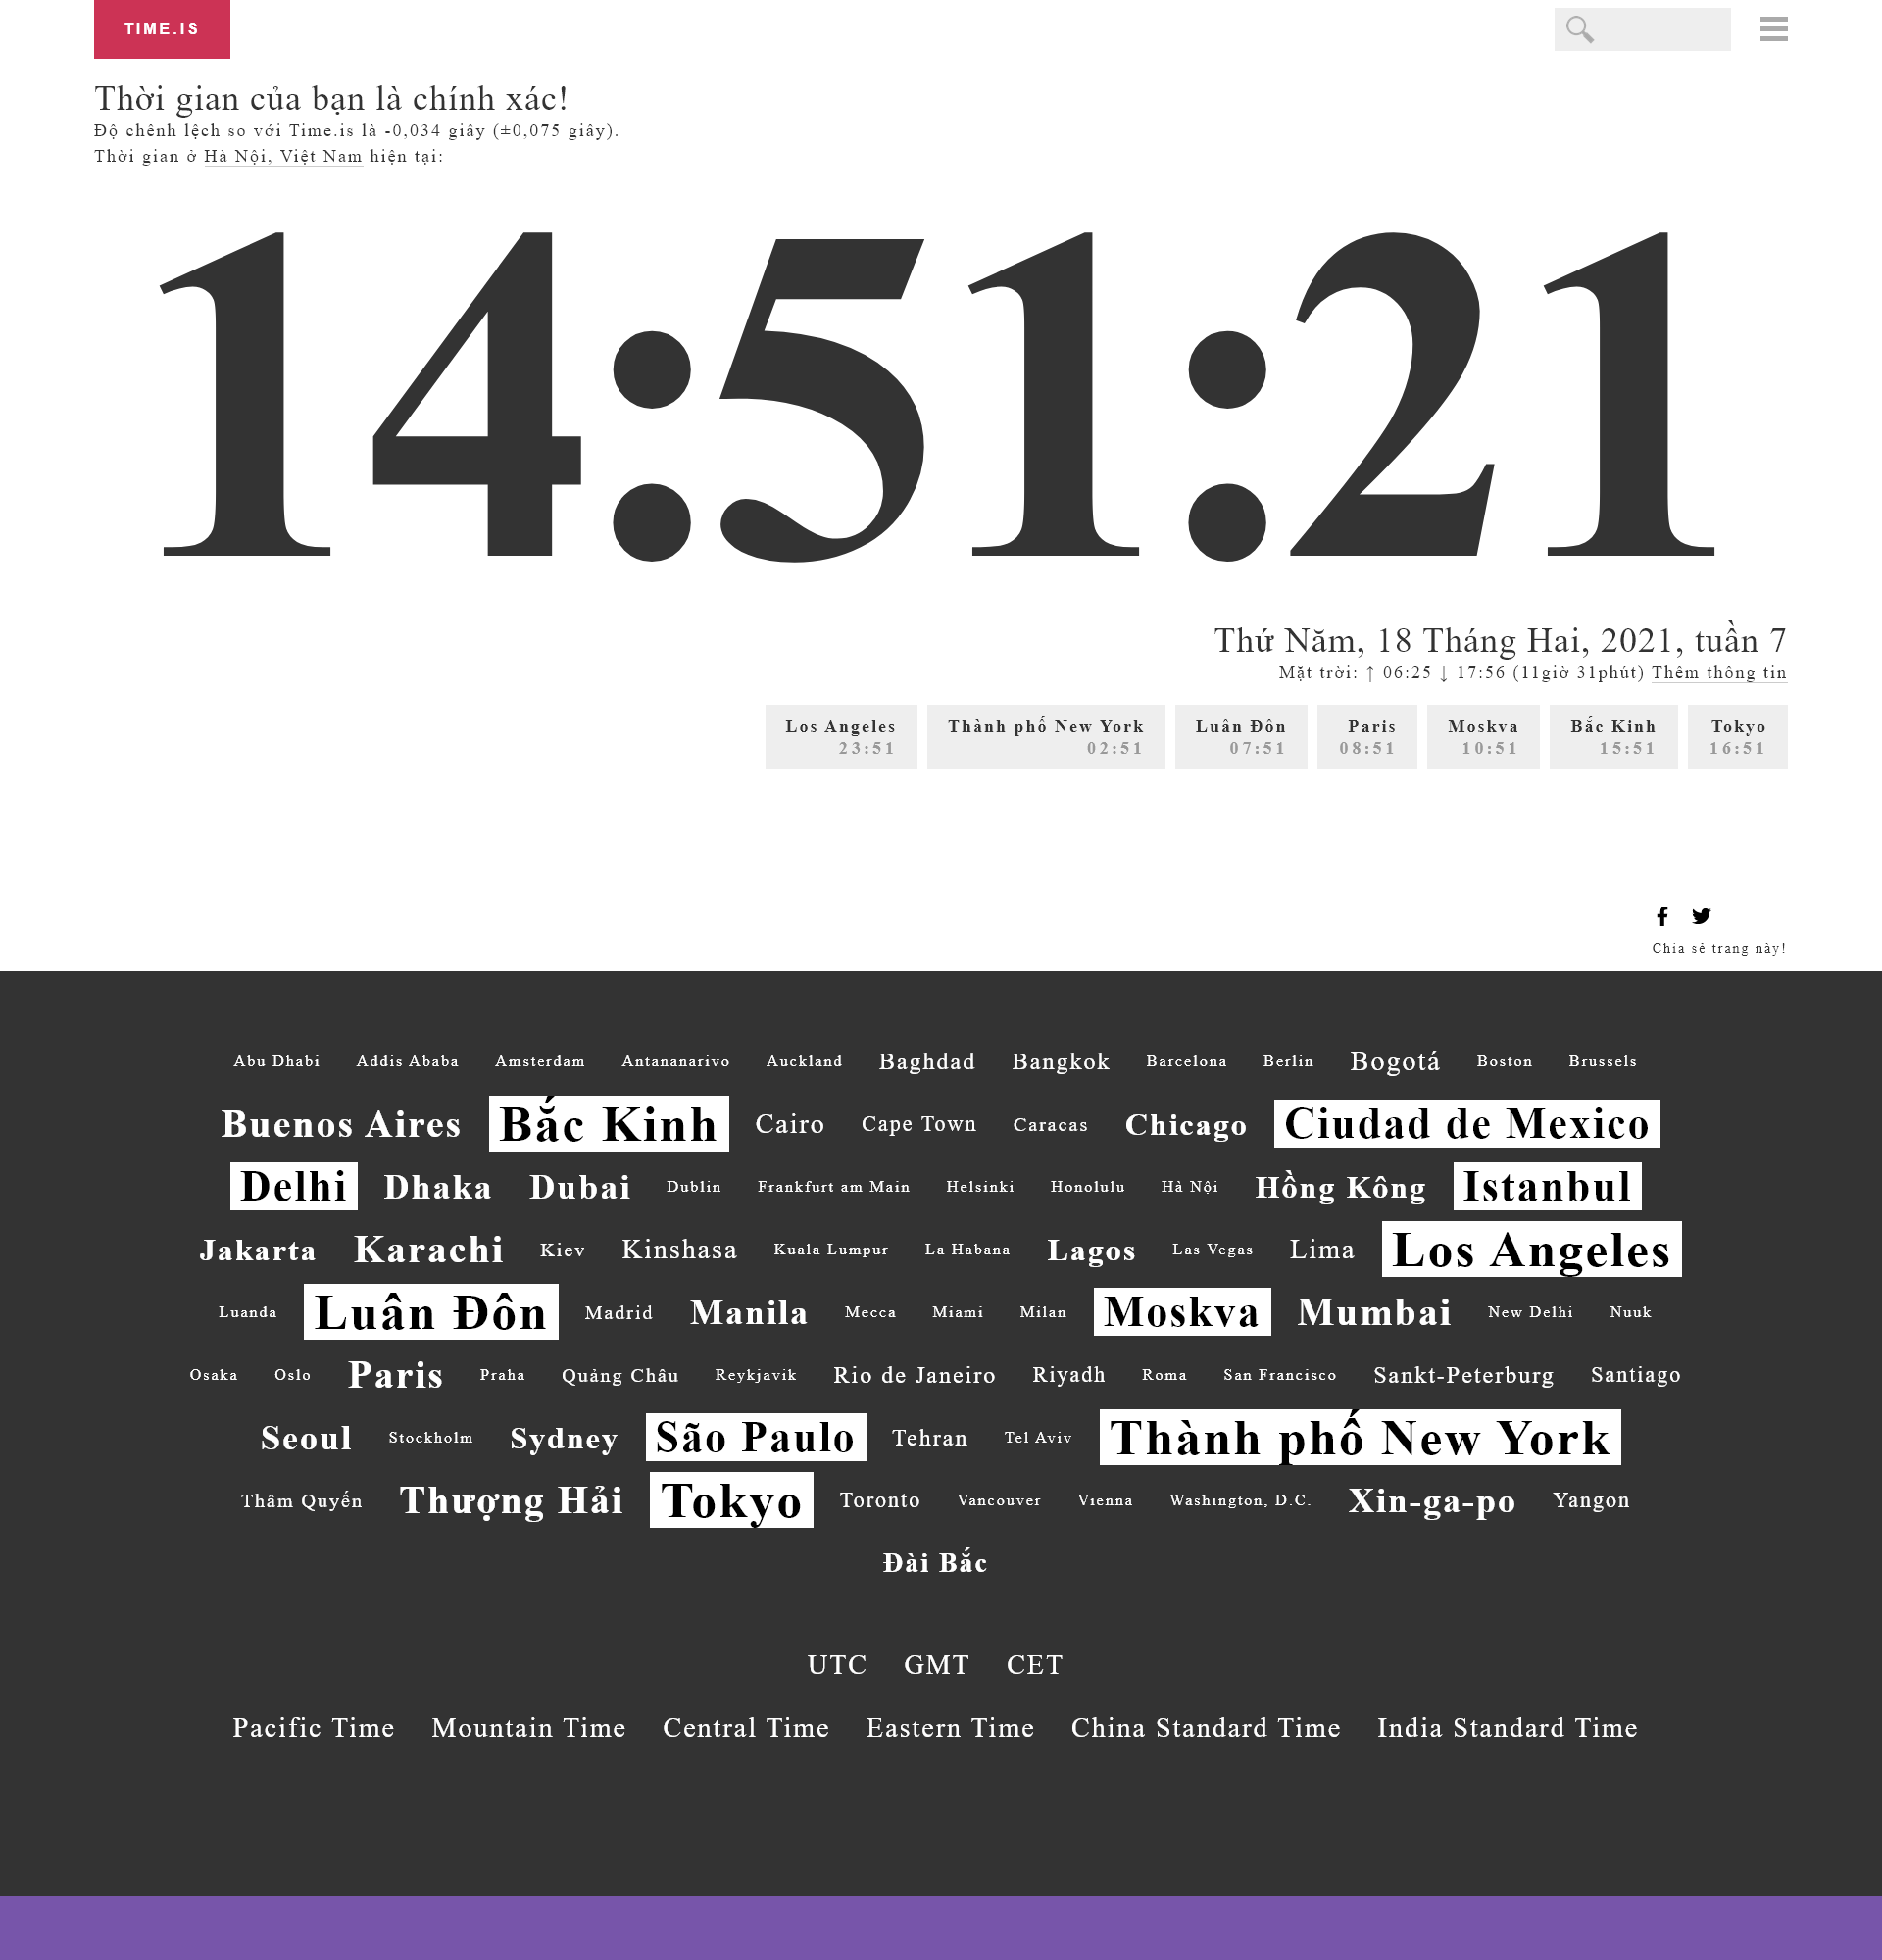 TIME.IS
Thời gian của bạn là chính xác!
Độ chênh lệch so với Time.is là -0,034 giây (±0,075 giây).
Thời gian ở Hà Nội, Việt Nam hiện tại:
14:51:21
Thứ Năm, 18 Tháng Hai, 2021, tuần 7
Mặt trời: ↑ 06:25 ↓ 17:56 (11giờ 31phút) Thêm thông tin
Los Angeles Thành phố New York Luân Đôn Paris Moskva Bắc Kinh Tokyo
23:51 02:51 07:51 08:51 10:51 15:51 16:51
Chia sẻ trang này!
Abu Dhabi Addis Ababa Amsterdam Antananarivo Auckland Baghdad Bangkok Barcelona Berlin Bogotá Boston Brussels
Buenos Aires Bắc Kinh Cairo Cape Town Caracas Chicago Ciudad de Mexico
Delhi Dhaka Dubai Dublin Frankfurt am Main Helsinki Honolulu Hà Nội Hồng Kông Istanbul
Jakarta Karachi Kiev Kinshasa Kuala Lumpur La Habana Lagos Las Vegas Lima Los Angeles
Luanda Luân Đôn Madrid Manila Mecca Miami Milan Moskva Mumbai New Delhi Nuuk
Osaka Oslo Paris Praha Quảng Châu Reykjavik Rio de Janeiro Riyadh Roma San Francisco Sankt-Peterburg Santiago
Seoul Stockholm Sydney São Paulo Tehran Tel Aviv Thành phố New York
Thâm Quyến Thượng Hải Tokyo Toronto Vancouver Vienna Washington, D.C. Xin-ga-po Yangon
Đài Bắc
UTC GMT CET
Pacific Time Mountain Time Central Time Eastern Time China Standard Time India Standard Time